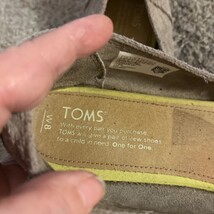 TOMS
With every pair you purchase
TOMS will give a pair of new shoes
to a child in need. One for One.
W8